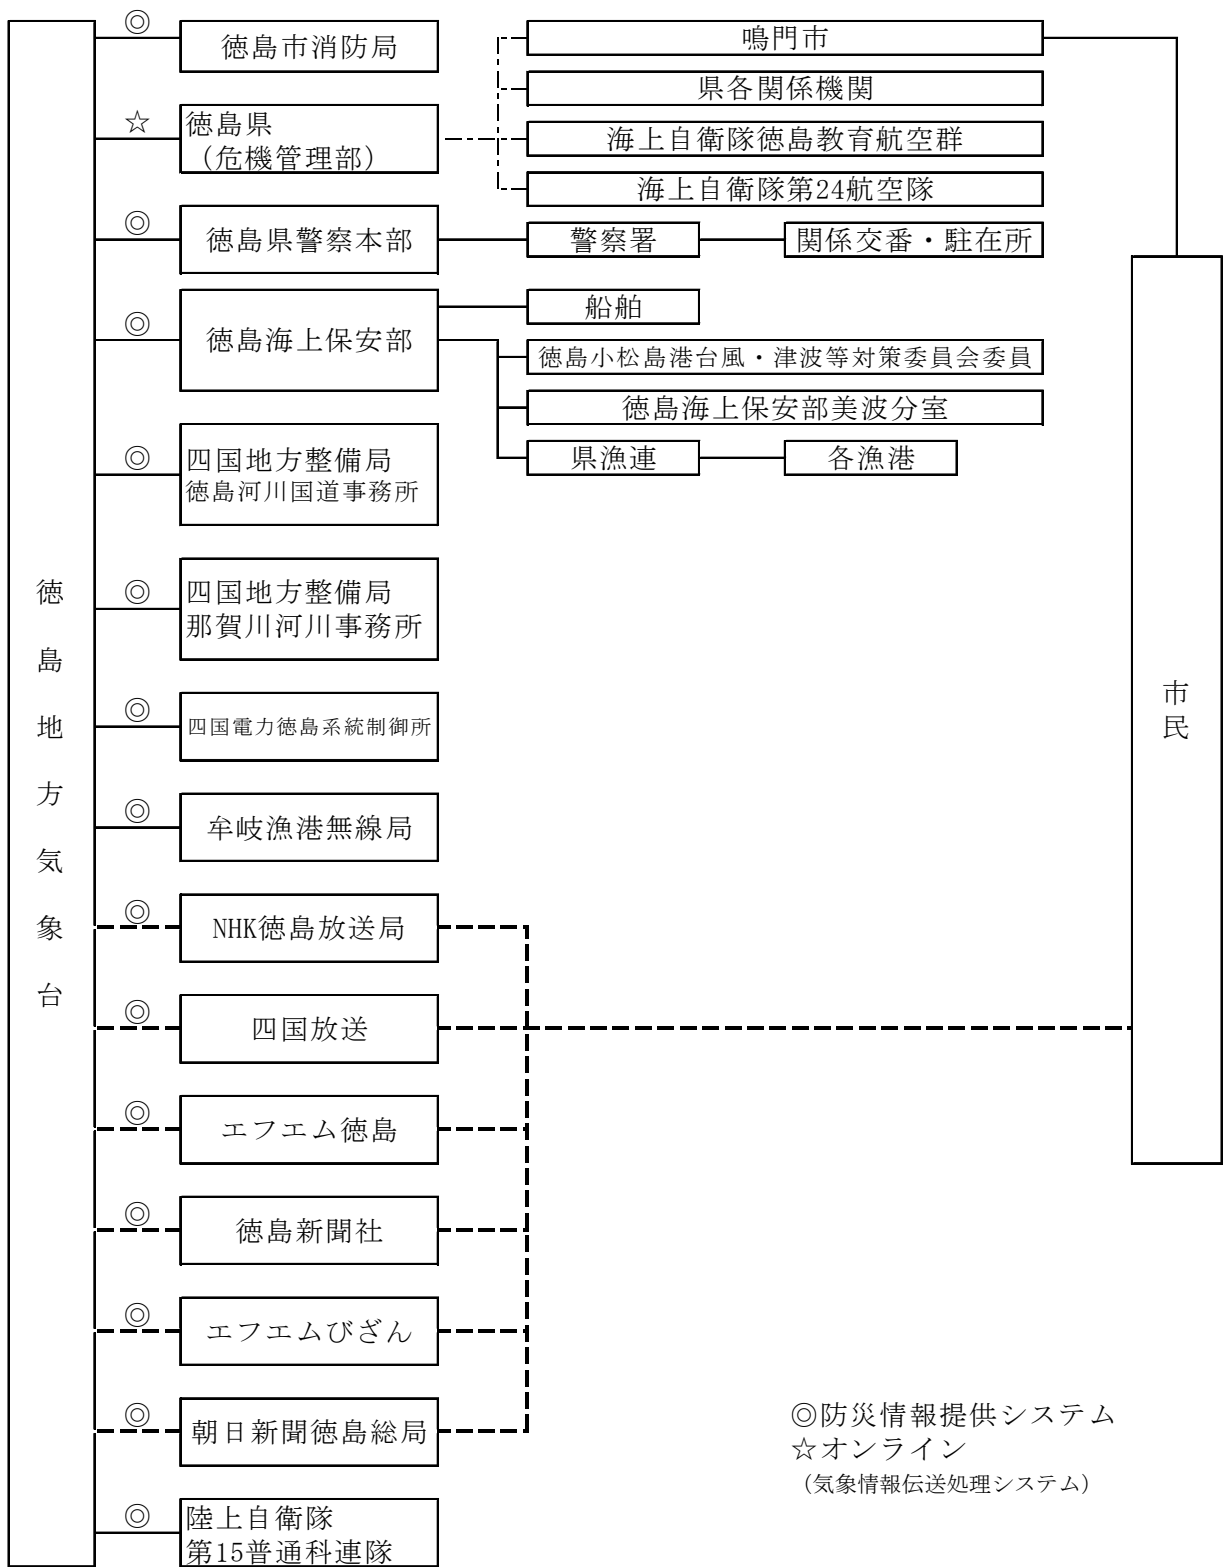 徳島地方気象台
◎
徳島市消防局
☆
徳島県
（危機管理部）
鳴門市
県各関係機関
海上自衛隊徳島教育航空群
海上自衛隊第24航空隊
◎
徳島県警察本部
警察署
関係交番・駐在所
◎
徳島海上保安部
船舶
徳島小松島港台風・津波等対策委員会委員
徳島海上保安部美波分室
県漁連
各漁港
◎
四国地方整備局
徳島河川国道事務所
◎
四国地方整備局
那賀川河川事務所
◎
四国電力徳島系統制御所
◎
牟岐漁港無線局
◎
NHK徳島放送局
◎
四国放送
◎
エフエム徳島
◎
徳島新聞社
◎
エフエムびざん
◎
朝日新聞徳島総局
◎
陸上自衛隊
第15普通科連隊
市民
◎防災情報提供システム
☆オンライン
（気象情報伝送処理システム）